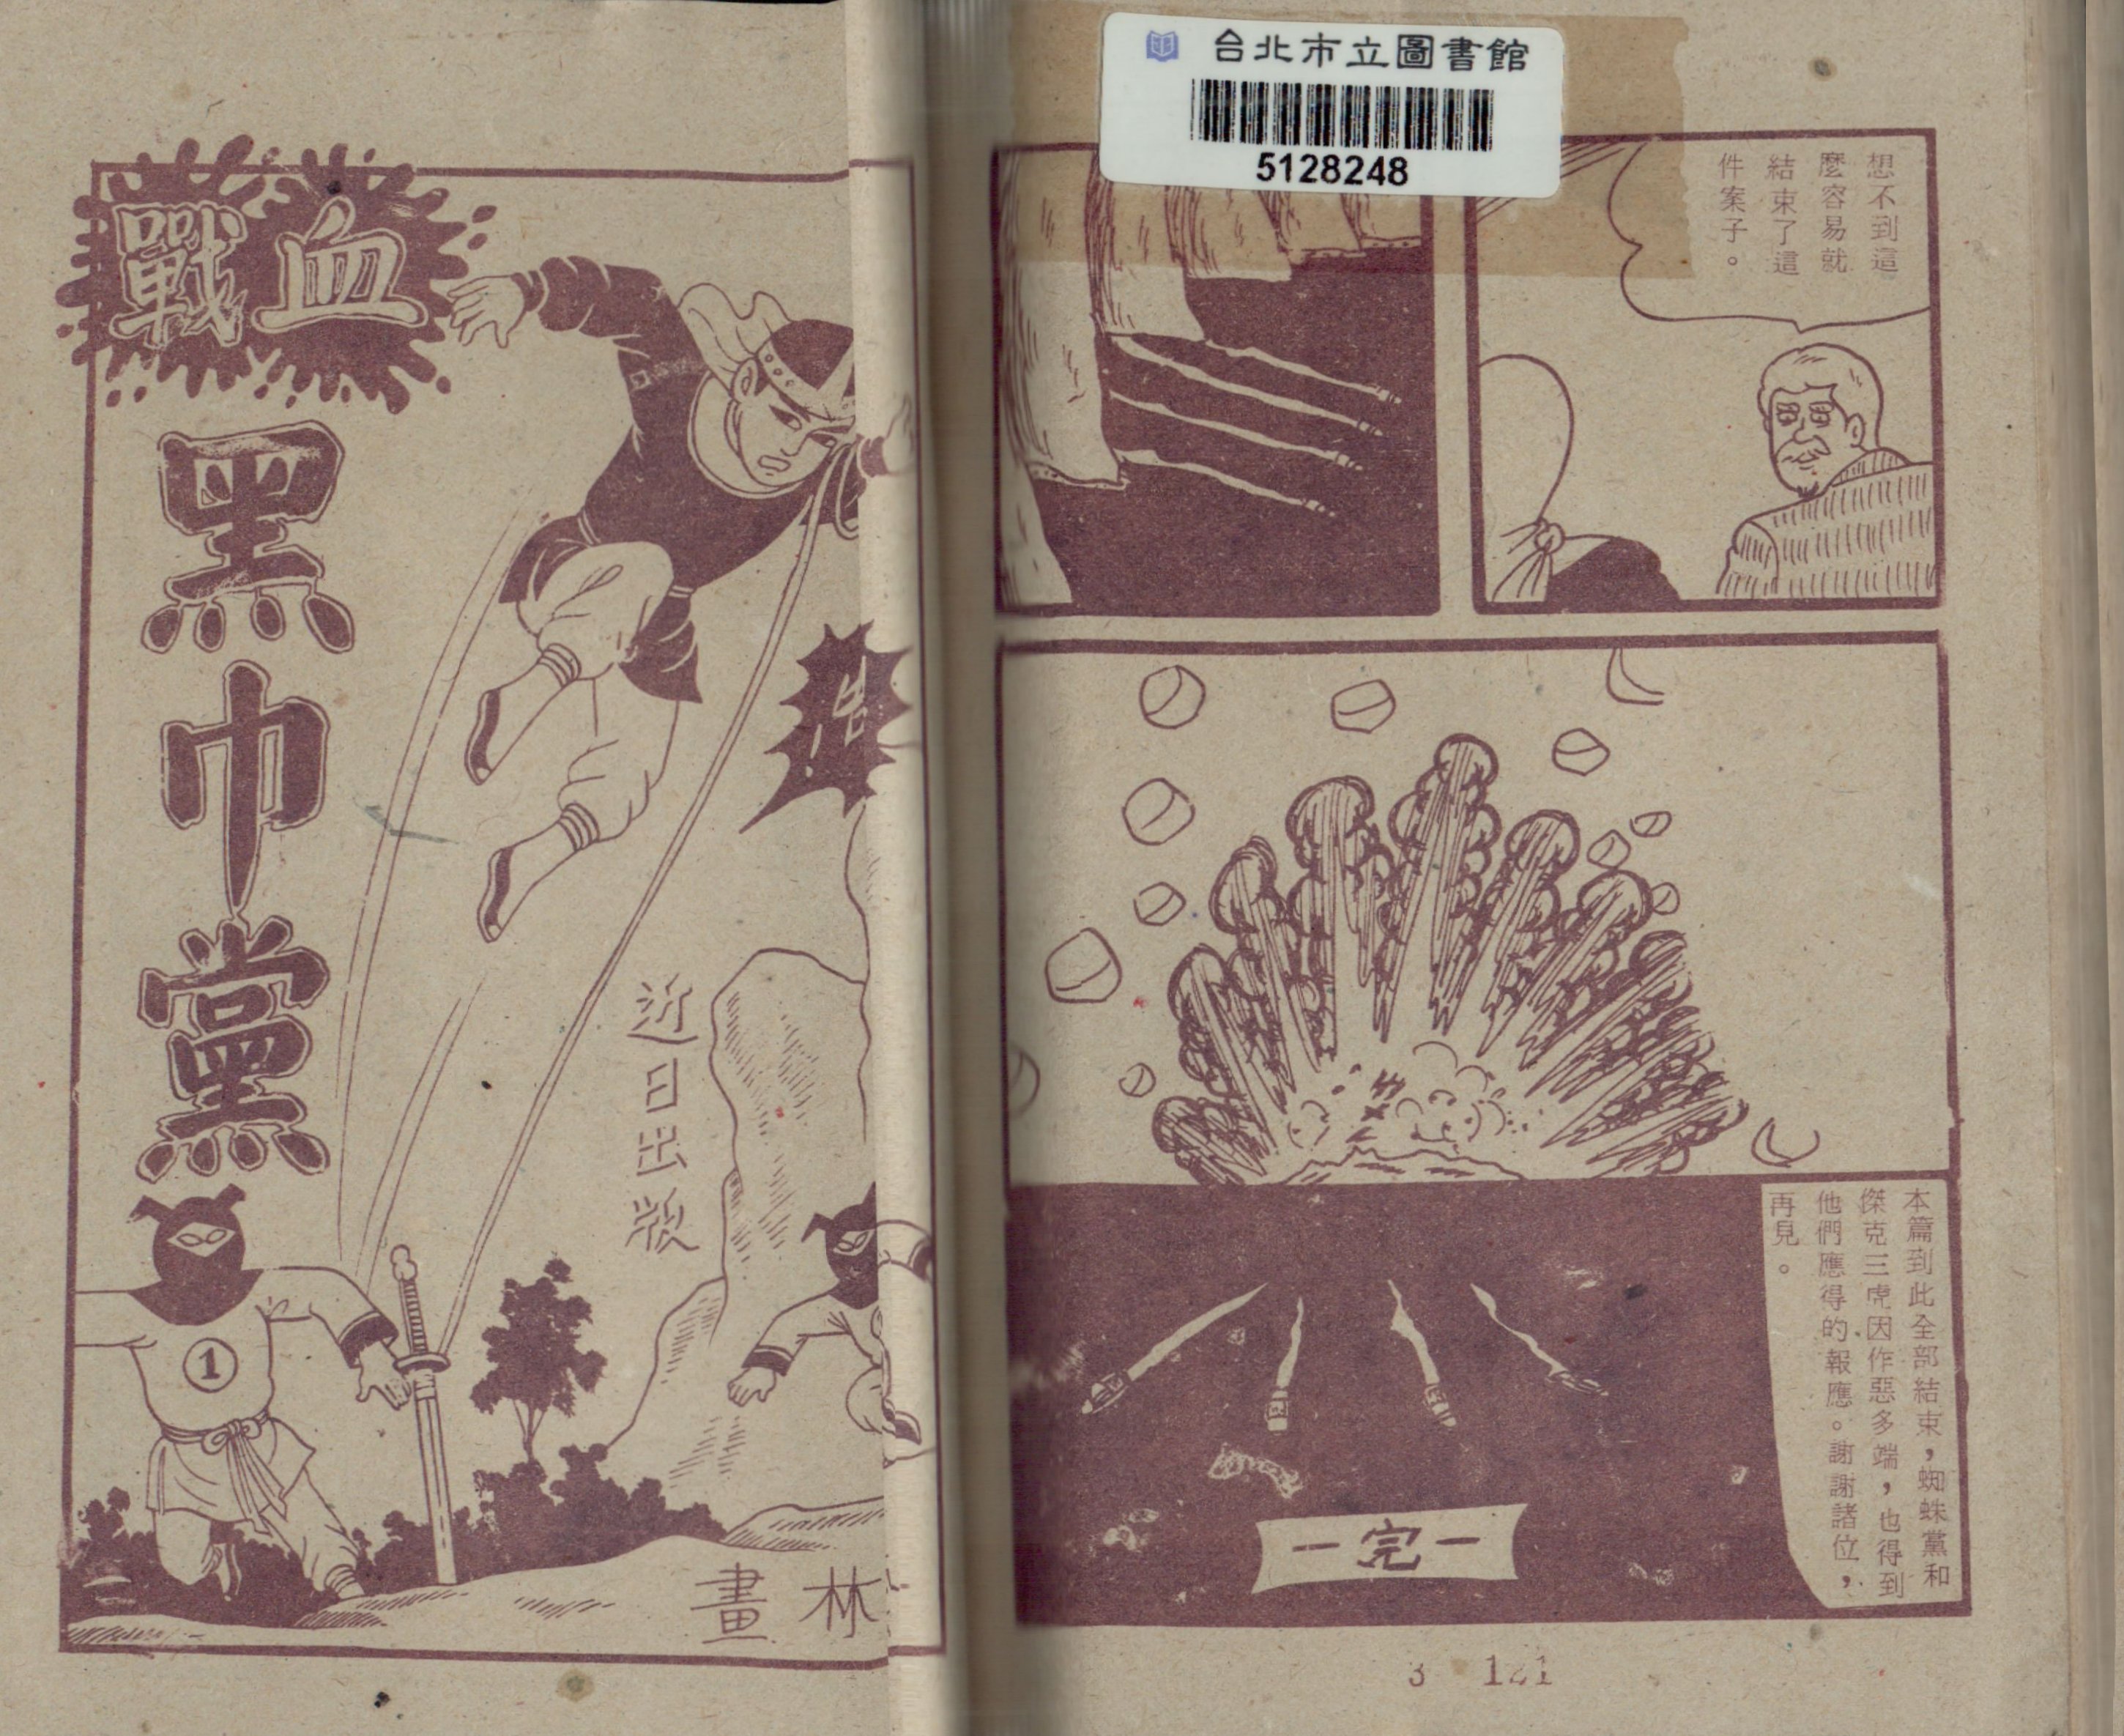 台北市立圖書館
5128248
想不到這
麼容易就
結束了這
件案子。
本篇到此全部結束，蜘蛛黨和
傑克三虎因作惡多端，也得到
他們應得的報應。謝謝諸位，
再見。
—完—
3
血戰
黑巾黨
近日出版
1
林
畫